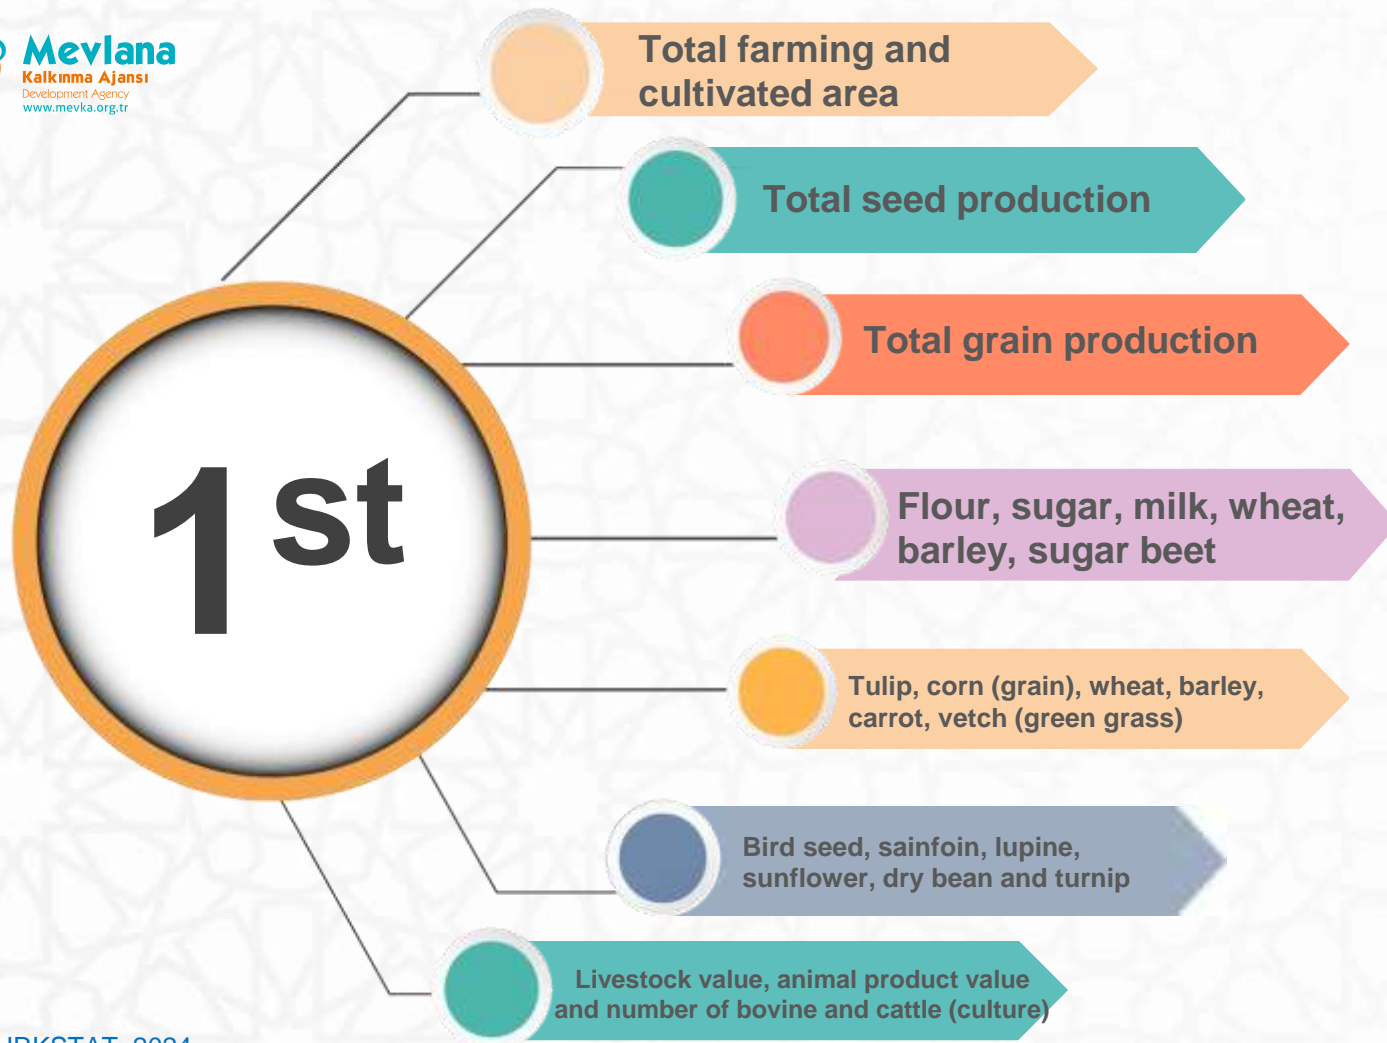 Mevlana
Kalkınma Ajansı
Development Agency
www.mevka.org.tr
Total farming and
cultivated area
Total seed production
Total grain production
1st
Flour, sugar, milk, wheat,
barley, sugar beet
Tulip, corn (grain), wheat, barley,
carrot, vetch (green grass)
Bird seed, sainfoin, lupine,
sunflower, dry bean and turnip
Livestock value, animal product value
and number of bovine and cattle (culture)